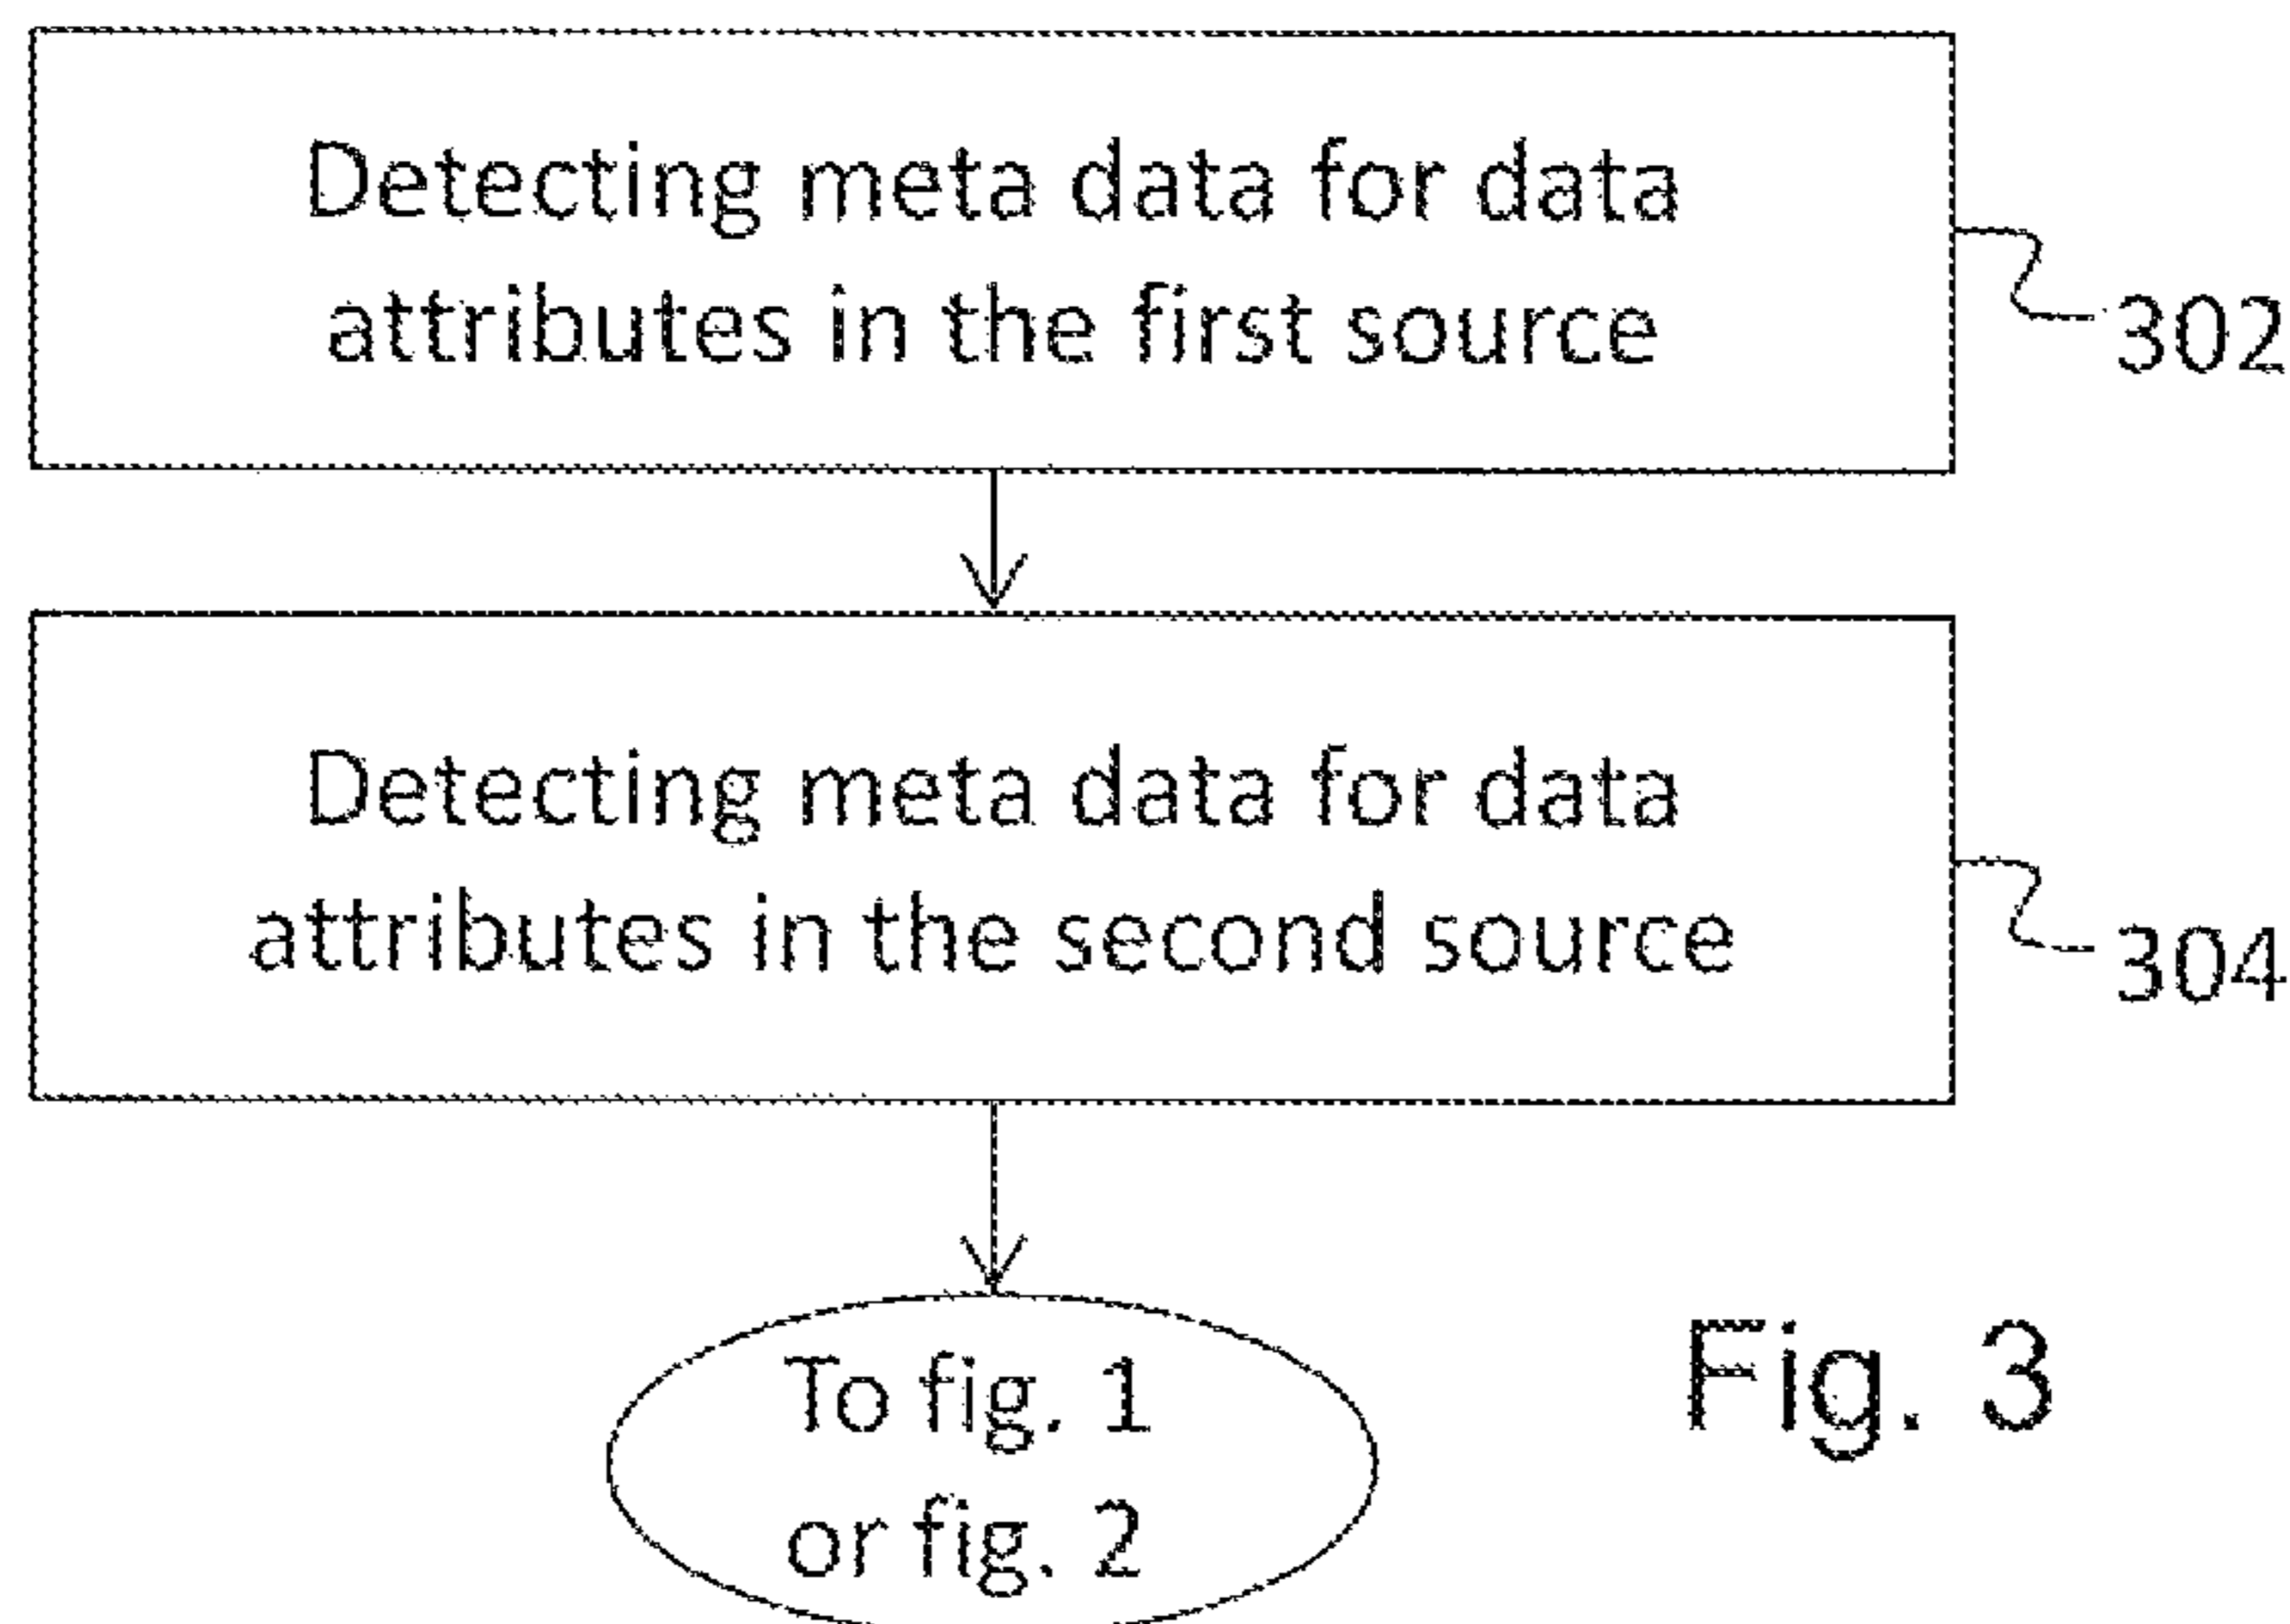 Detecting meta data for data
attributes in the first source
302
Detecting meta data for data
attributes in the second source
304
To fig. 1
or fig. 2
Fig. 3